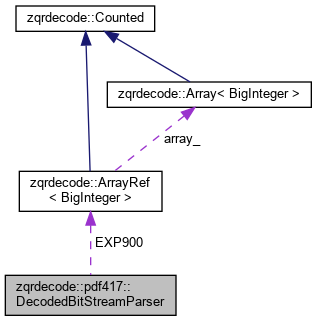 zqrdecode::Counted
zqrdecode::Array< BigInteger >
array_
zqrdecode::ArrayRef
< BigInteger >
EXP900
zqrdecode::pdf417::
DecodedBitStreamParser